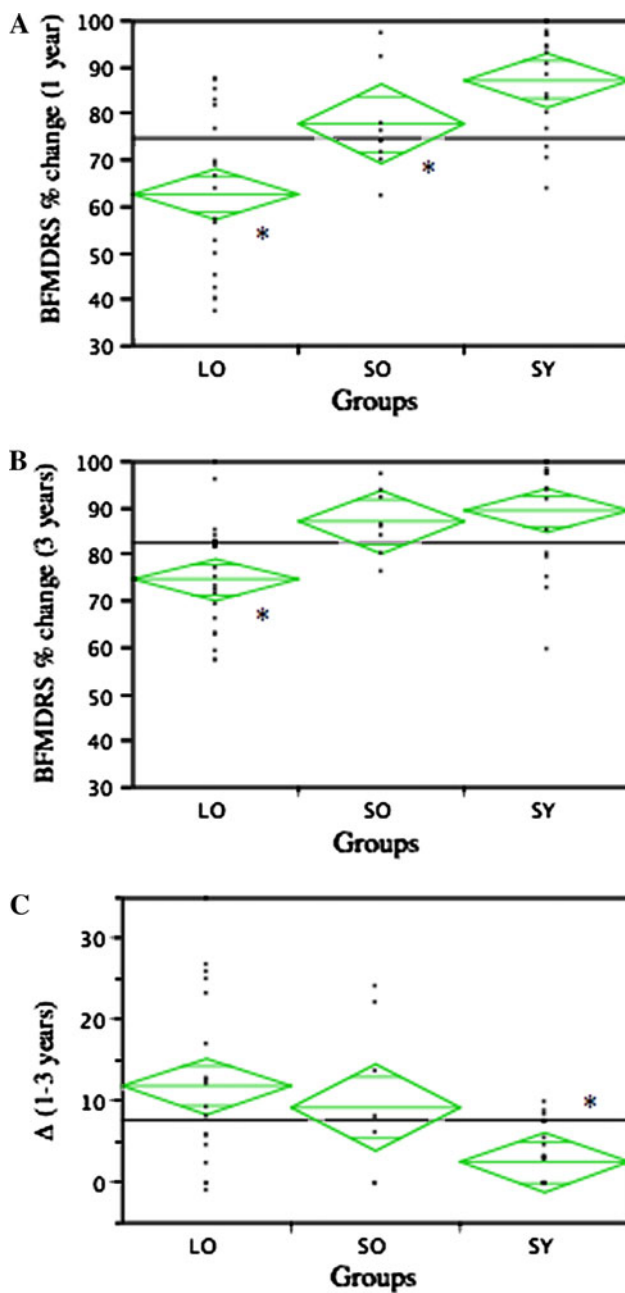 A
BFMDRS % change (1 year)
100
90
80
70
60
50
40
30
*
*
LO SO SY
Groups
B
BFMDRS % change (3 years)
100
90
80
70
60
50
40
30
*
LO SO SY
Groups
C
Δ (1-3 years)
30
20
10
0
*
LO SO SY
Groups